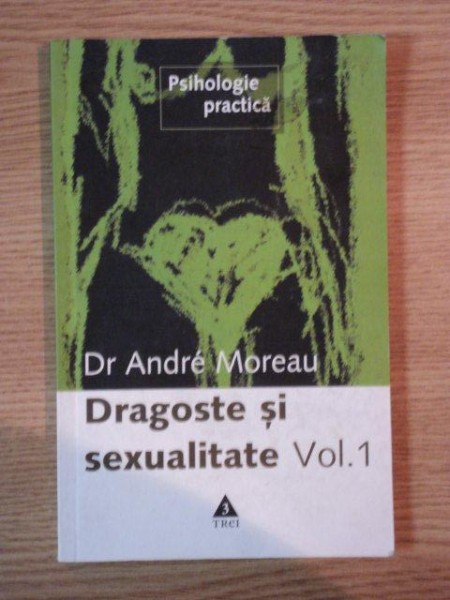 Psihologie
practică
Dr André Moreau
Dragoste și
sexualitate Vol.1
3
TREI